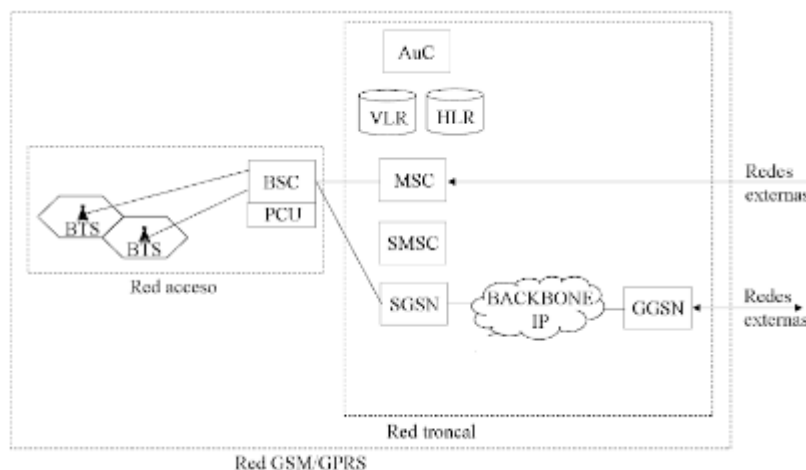 AuC
VLR
HLR
BSC
PCU
MSC
Redes
externas
BTS
BTS
SMSC
Red acceso
SGSN
BACKBONE
IP
GGSN
Redes
externas
Red troncal
Red GSM/GPRS